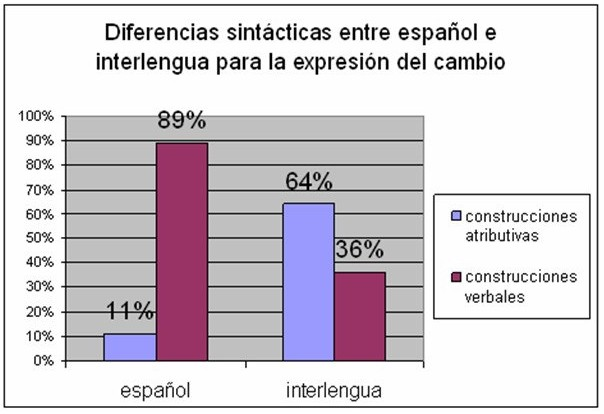 Diferencias sintácticas entre español e
interlengua para la expresión del cambio
100%
90%
80%
70%
60%
50%
40%
30%
20%
10%
0%
11%
89%
64%
36%
español
interlengua
construcciones
atributivas
construcciones
verbales